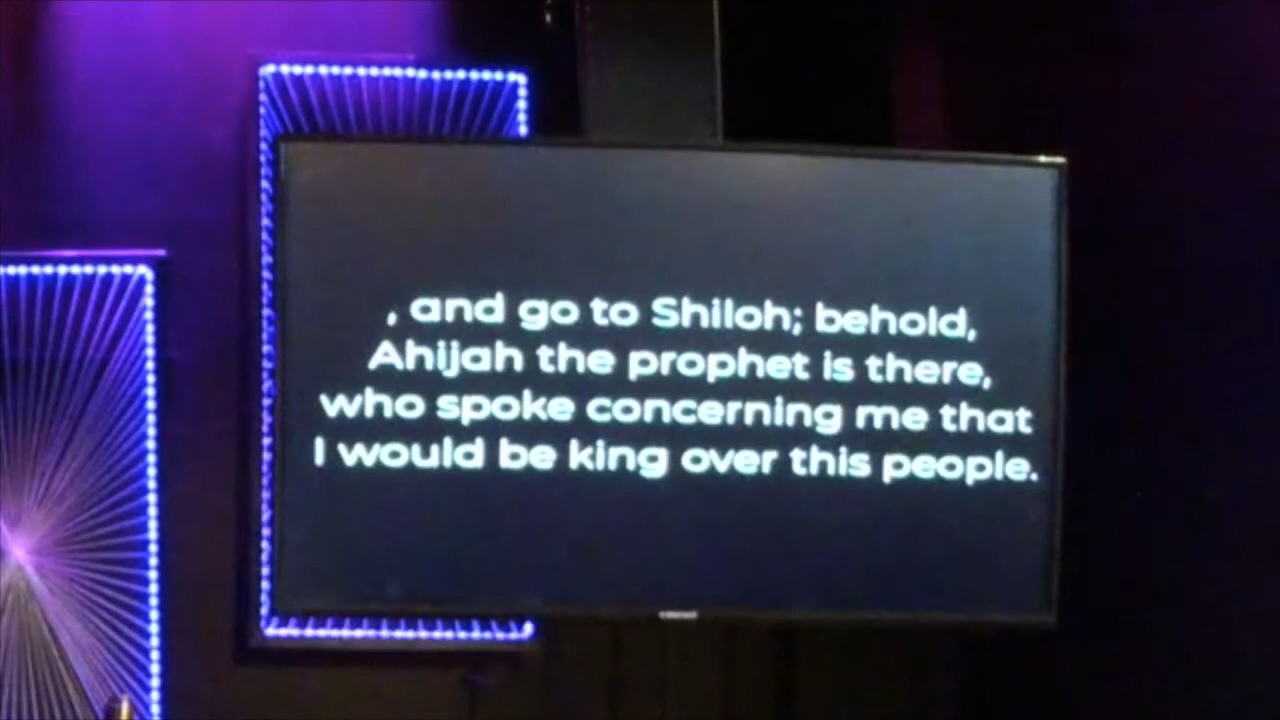 , and go to Shiloh; behold,
Ahijah the prophet is there,
who spoke concerning me that
I would be king over this people.